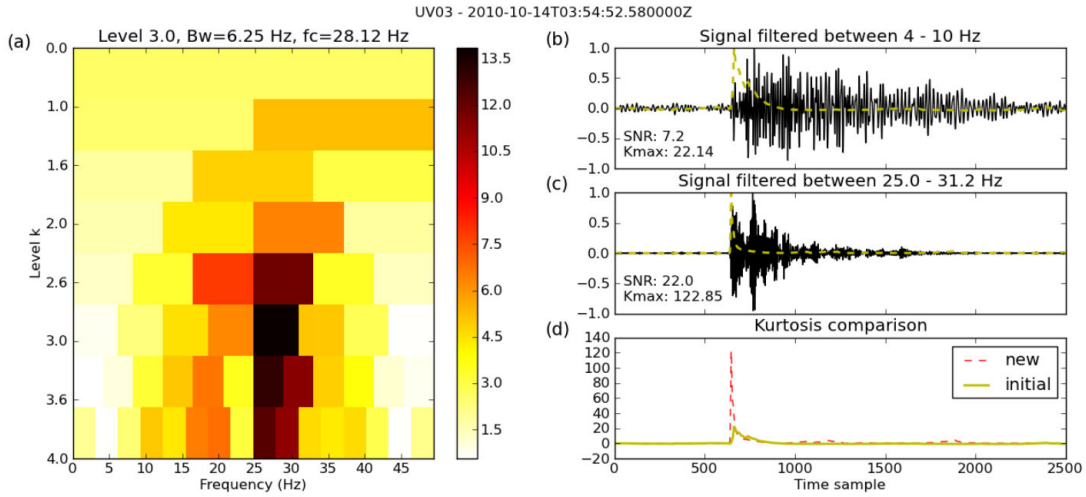 UV03 - 2010-10-14T03:54:52.580000Z
(a)
Level 3.0, Bw=6.25 Hz, fc=28.12 Hz
0.0
1.0
1.6
2.0
2.6
3.0
3.6
4.0
Level k
0 5 10 15 20 25 30 35 40 45
Frequency (Hz)
13.5
12.0
10.5
9.0
7.5
6.0
4.5
3.0
1.5
(b)
Signal filtered between 4 - 10 Hz
1.0
0.5
0.0
−0.5
−1.0
SNR: 7.2
Kmax: 22.14
(c)
Signal filtered between 25.0 - 31.2 Hz
1.0
0.5
0.0
−0.5
−1.0
SNR: 22.0
Kmax: 122.85
(d)
Kurtosis comparison
140
120
100
80
60
40
20
0
−20
new
initial
0 500 1000 1500 2000 2500
Time sample